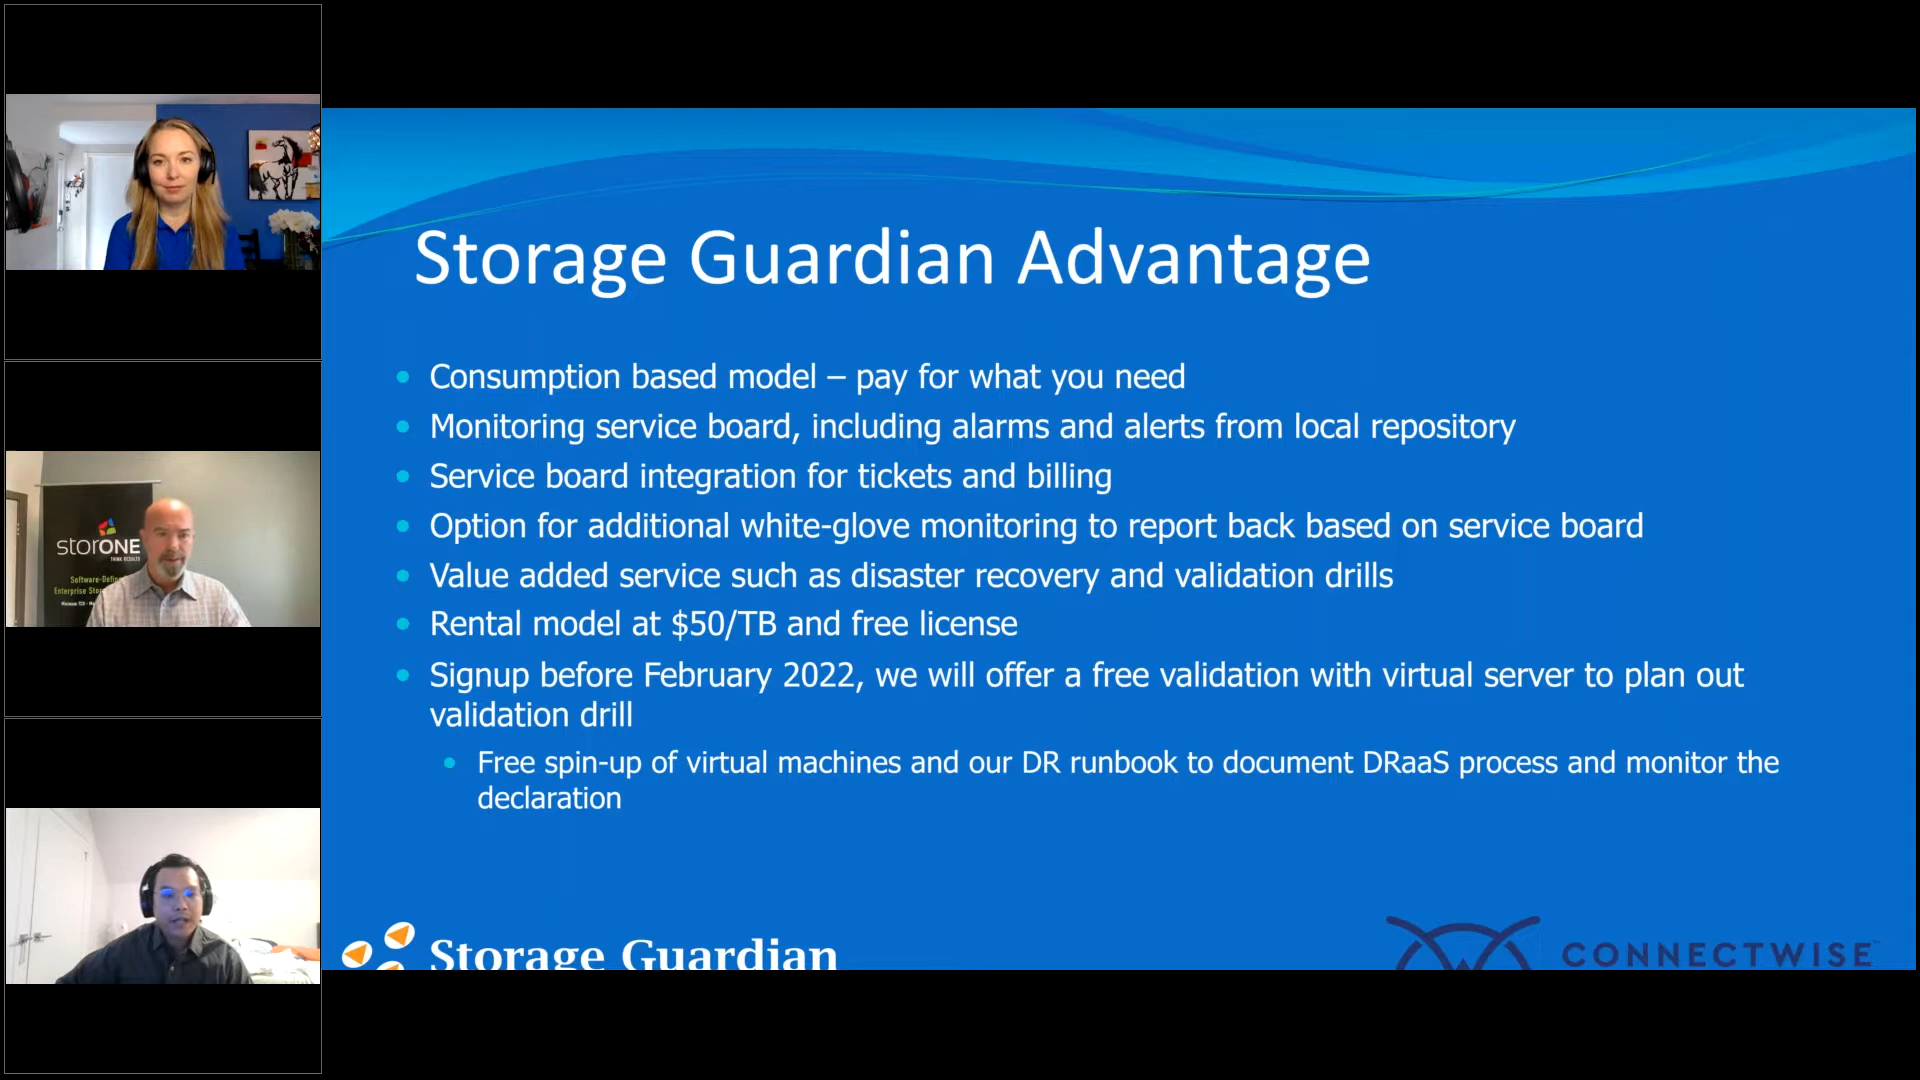 storONE
THINK RESULTS
Storage Guardian Advantage
Consumption based model – pay for what you need
Monitoring service board, including alarms and alerts from local repository
Service board integration for tickets and billing
Option for additional white-glove monitoring to report back based on service board
Value added service such as disaster recovery and validation drills
Rental model at $50/TB and free license
Signup before February 2022, we will offer a free validation with virtual server to plan out
validation drill
Free spin-up of virtual machines and our DR runbook to document DRaaS process and monitor the
declaration
Storage Guardian
CONNECTWISE